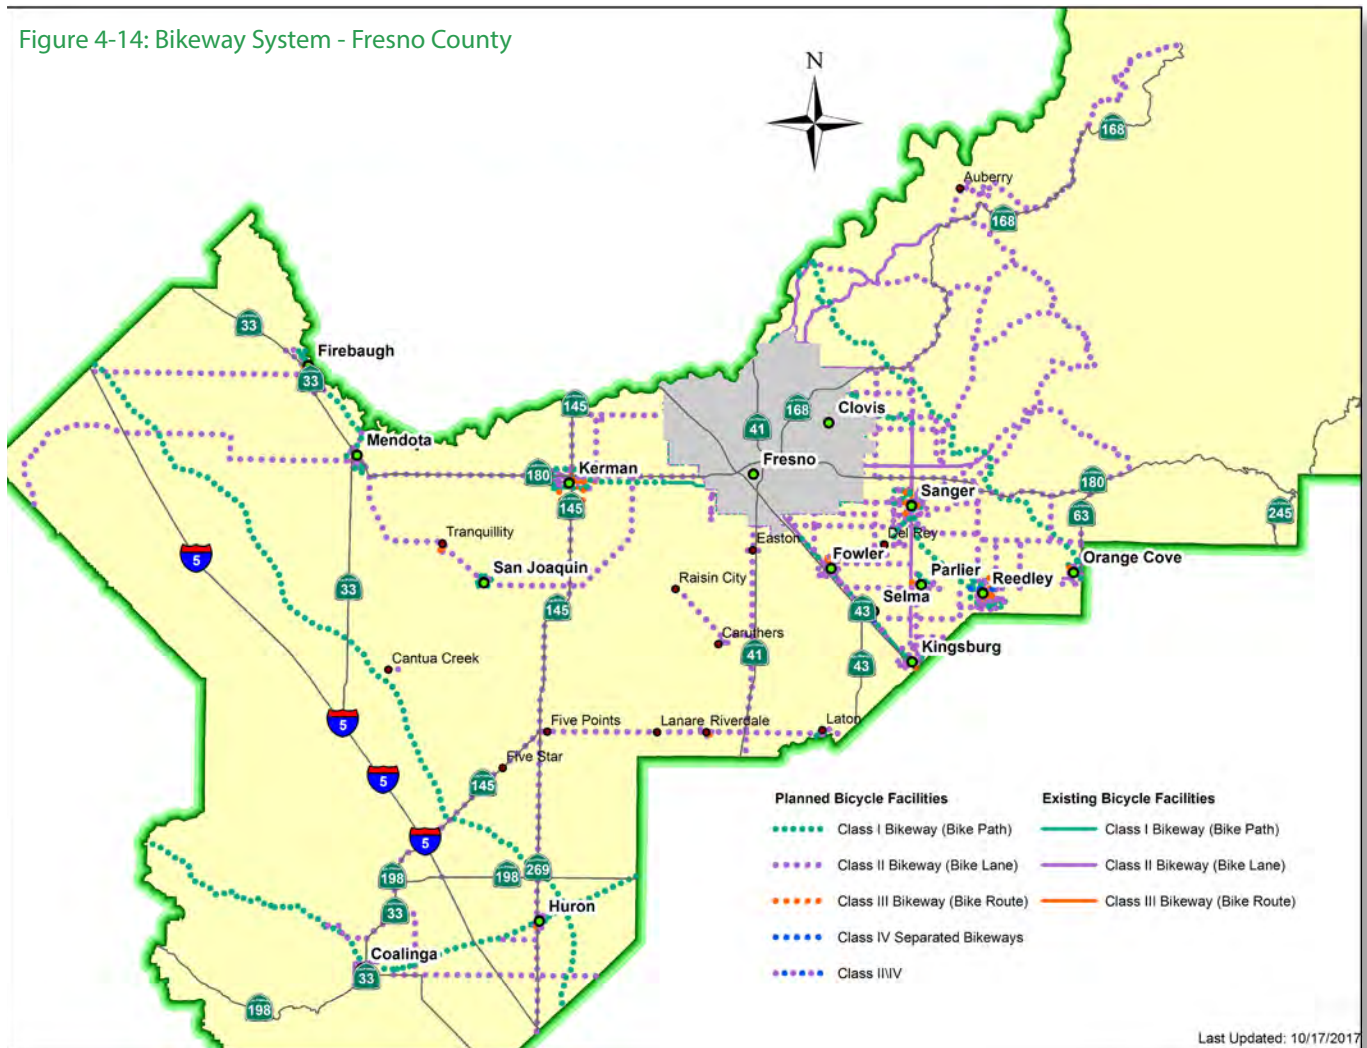 Figure 4-14: Bikeway System - Fresno County
N
168
Auberry
168
33
Firebaugh
33
145
168
Clovis
41
Mendota
Fresno
Kerman
180
180
Sanger
145
63
245
Tranquillity
Easton
Del Rey
5
Fowler
Orange Cove
San Joaquin
Raisin City
Parlier
Reedley
33
Selma
145
43
Caruthers
Kingsburg
41
43
Cantua Creek
5
Five Points
Lanare
Riverdale
Laton
Five Star
5
145
5
198
198
269
33
Huron
Coalinga
33
198
Planned Bicycle Facilities
Class I Bikeway (Bike Path)
Class II Bikeway (Bike Lane)
Class III Bikeway (Bike Route)
Class IV Separated Bikeways
Class II\IV
Existing Bicycle Facilities
Class I Bikeway (Bike Path)
Class II Bikeway (Bike Lane)
Class III Bikeway (Bike Route)
Last Updated: 10/17/2017